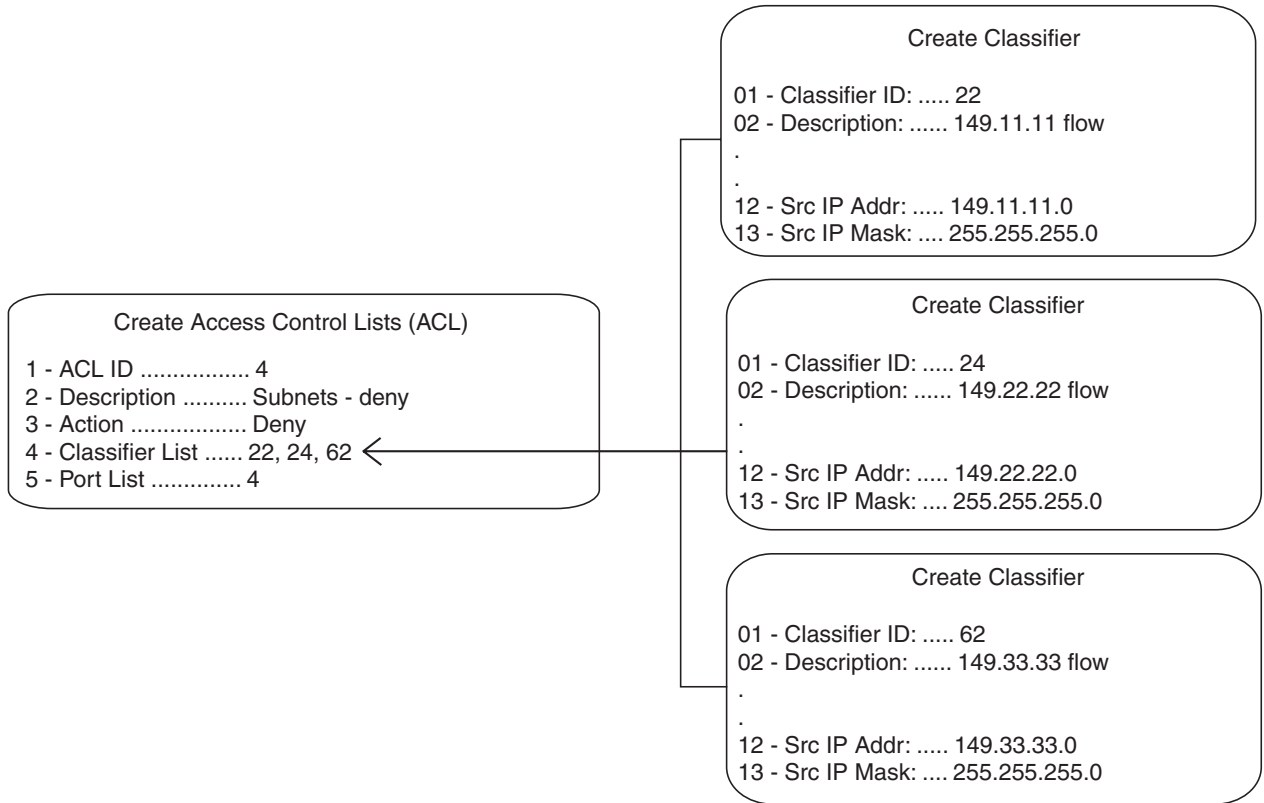 Create Classifier
01 - Classifier ID: ..... 22
02 - Description: ...... 149.11.11 flow
.
.
12 - Src IP Addr: ..... 149.11.11.0
13 - Src IP Mask: .... 255.255.255.0
Create Access Control Lists (ACL)
1 - ACL ID ................. 4
2 - Description .......... Subnets - deny
3 - Action .................. Deny
4 - Classifier List ...... 22, 24, 62
5 - Port List .............. 4
Create Classifier
01 - Classifier ID: ..... 24
02 - Description: ...... 149.22.22 flow
.
.
12 - Src IP Addr: ..... 149.22.22.0
13 - Src IP Mask: .... 255.255.255.0
Create Classifier
01 - Classifier ID: ..... 62
02 - Description: ...... 149.33.33 flow
.
.
12 - Src IP Addr: ..... 149.33.33.0
13 - Src IP Mask: .... 255.255.255.0